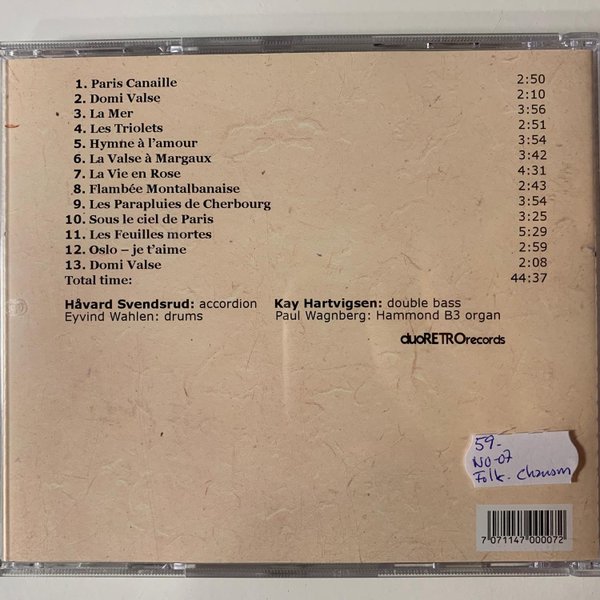 1. Paris Canaille 2:50
2. Domi Valse 2:10
3. La Mer 3:56
4. Les Triolets 2:51
5. Hymne à l'amour 3:54
6. La Valse à Margaux 3:42
7. La Vie en Rose 4:31
8. Flambée Montalbanaise 2:43
9. Les Parapluies de Cherbourg 3:54
10. Sous le ciel de Paris 3:25
11. Les Feuilles mortes 5:29
12. Oslo – je t'aime 2:59
13. Domi Valse 2:08
Total time: 44:37
Håvard Svendsrud: accordion Kay Hartvigsen: double bass
Eyvind Wahlen: drums Paul Wagnberg: Hammond B3 organ
duoRETROrecords
59.-
NO-07
Folk. Chanson
7 071147 000072